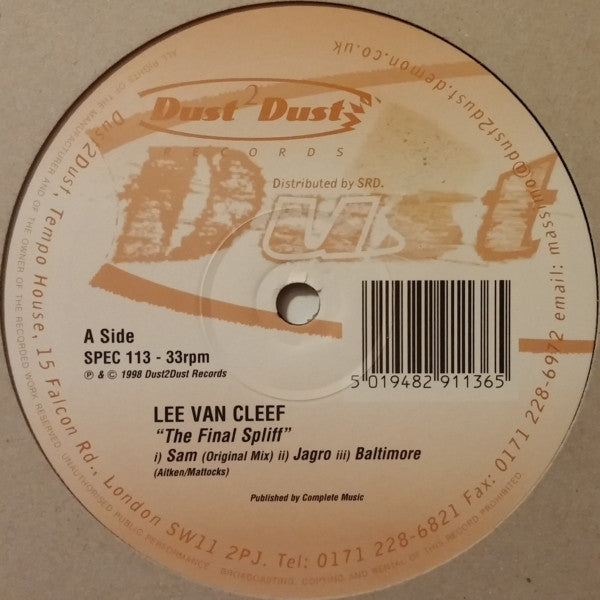 Dust 2 Dust
RECORDS
Distributed by SRD.
Dust
A Side
SPEC 113 - 33rpm
℗ & © 1998 Dust2Dust Records
5 019482 911365
LEE VAN CLEEF
"The Final Spliff"
i) Sam (Original Mix) ii) Jagro iii) Baltimore
(Aitken/Mattocks)
Published by Complete Music
Dust2Dust, Tempo House, 15 Falcon Rd., London SW11 2PJ. Tel: 0171 228-6821 Fax: 0171 228-6972 email: massimo@dust2dust.demon.co.uk
ALL RIGHTS OF THE MANUFACTURER AND OF THE OWNER OF THE RECORDED WORK RESERVED. UNAUTHORISED PUBLIC PERFORMANCE, BROADCASTING, COPYING AND RENTAL OF THIS RECORD PROHIBITED.